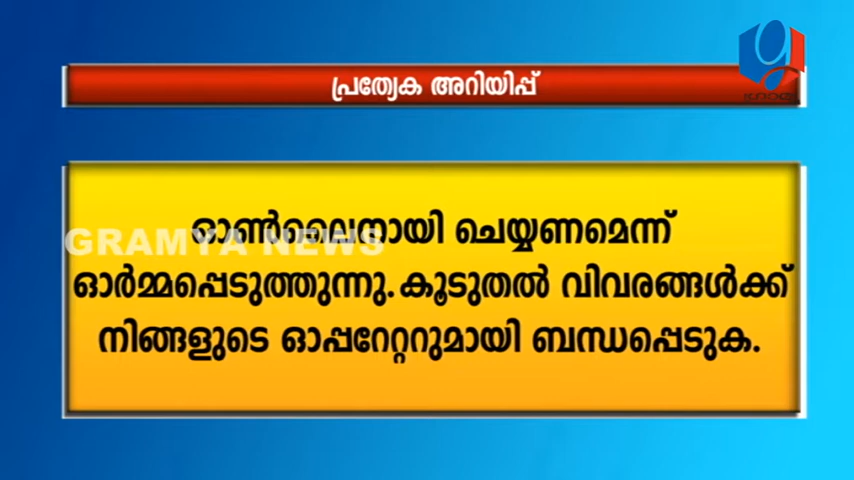 പ്രത്യേക അറിയിപ്പ്
ഓൺലൈനായി ചെയ്യണമെന്ന്
GRAMYA NEWS
ഓർമ്മപ്പെടുത്തുന്നു. കൂടുതൽ വിവരങ്ങൾക്ക്
നിങ്ങളുടെ ഓപ്പറേറ്ററുമായി ബന്ധപ്പെടുക.